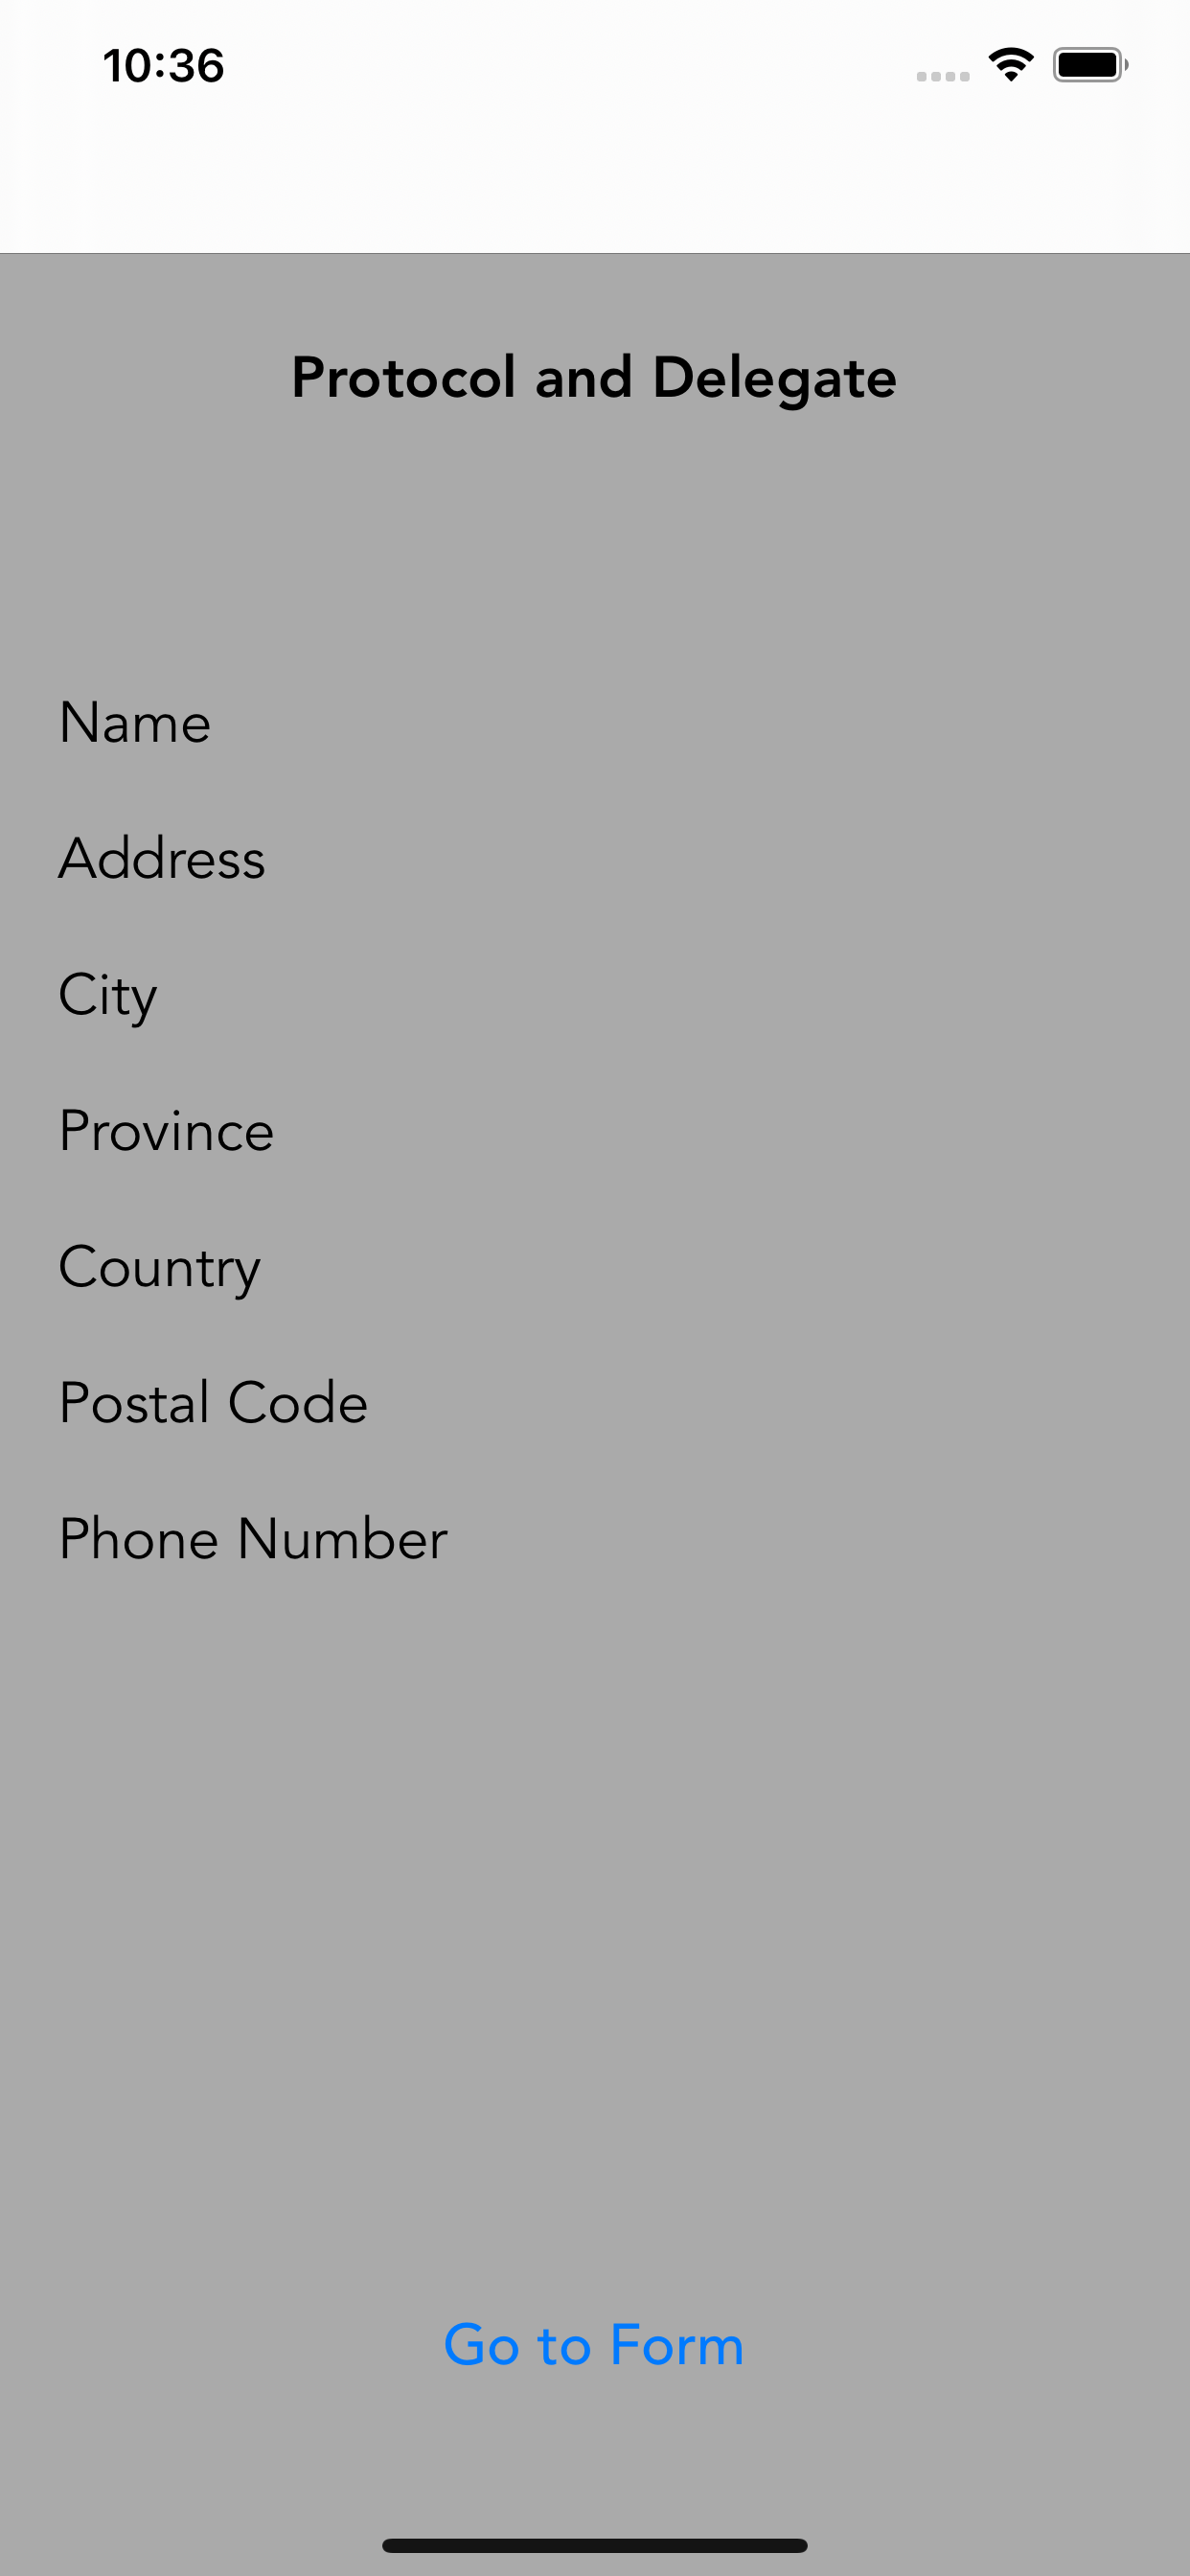 10:36
Protocol and Delegate
Name
Address
City
Province
Country
Postal Code
Phone Number
Go to Form